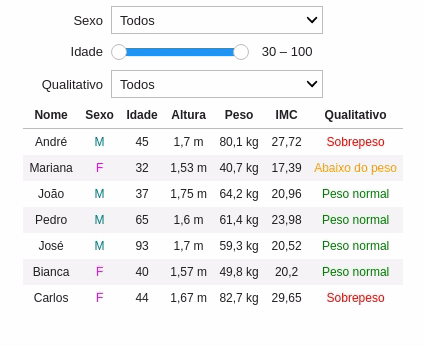 Sexo Todos
Idade 30 – 100
Qualitativo Todos
Nome Sexo Idade Altura Peso IMC Qualitativo
André M 45 1,7 m 80,1 kg 27,72 Sobrepeso
Mariana F 32 1,53 m 40,7 kg 17,39 Abaixo do peso
João M 37 1,75 m 64,2 kg 20,96 Peso normal
Pedro M 65 1,6 m 61,4 kg 23,98 Peso normal
José M 93 1,7 m 59,3 kg 20,52 Peso normal
Bianca F 40 1,57 m 49,8 kg 20,2 Peso normal
Carlos F 44 1,67 m 82,7 kg 29,65 Sobrepeso